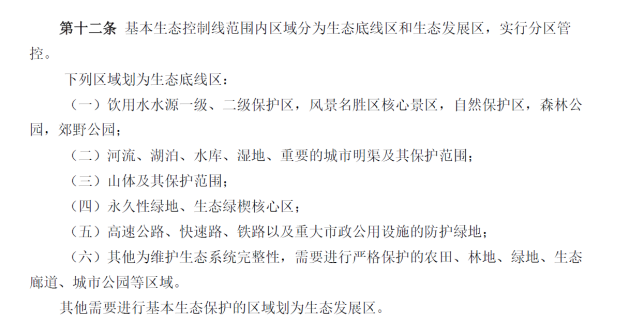 第十二条 基本生态控制线范围内区域分为生态底线区和生态发展区，实行分区管
控。
下列区域划为生态底线区：
（一）饮用水水源一级、二级保护区，风景名胜区核心景区，自然保护区，森林公
园，郊野公园；
（二）河流、湖泊、水库、湿地、重要的城市明渠及其保护范围；
（三）山体及其保护范围；
（四）永久性绿地、生态绿楔核心区；
（五）高速公路、快速路、铁路以及重大市政公用设施的防护绿地；
（六）其他为维护生态系统完整性，需要进行严格保护的农田、林地、绿地、生态
廊道、城市公园等区域。
其他需要进行基本生态保护的区域划为生态发展区。